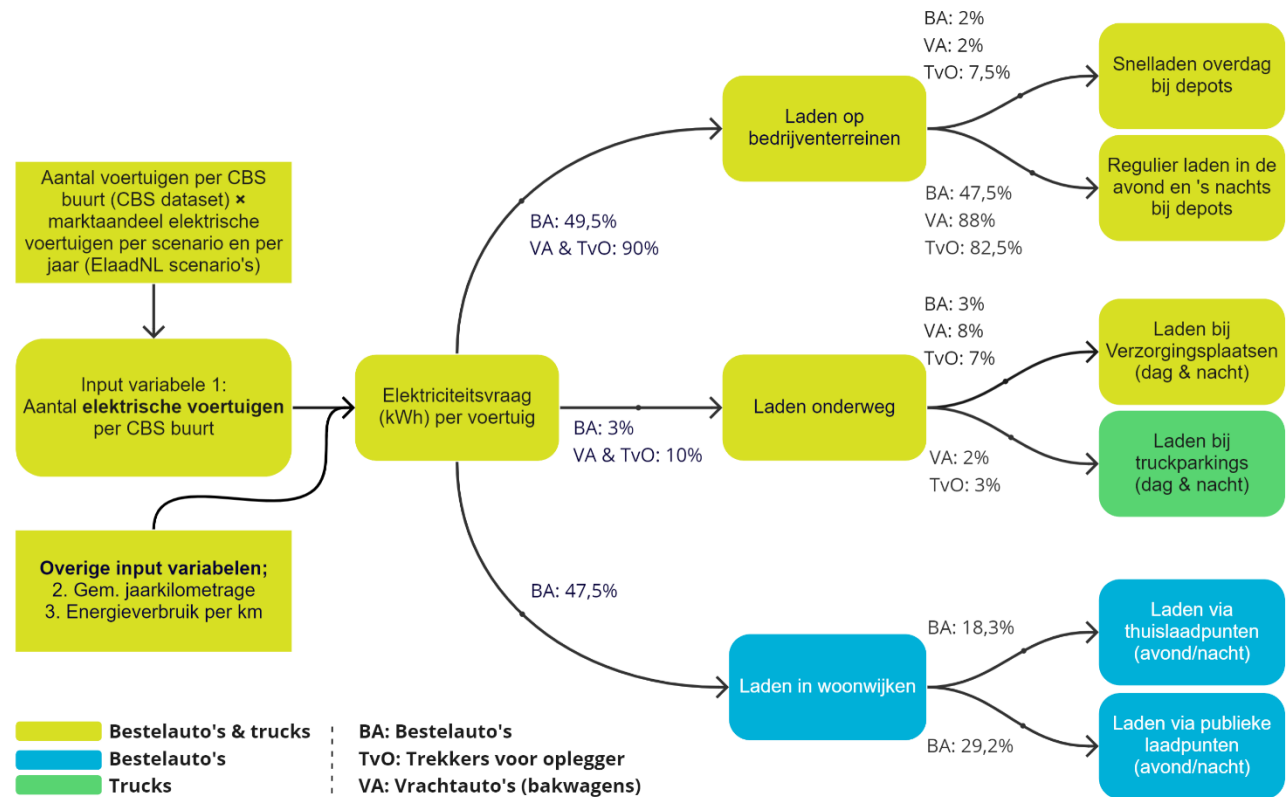 Aantal voertuigen per CBS
buurt (CBS dataset) ×
marktaandeel elektrische
voertuigen per scenario en per
jaar (ElaadNL scenario's)
Input variabele 1:
Aantal elektrische voertuigen
per CBS buurt
Overige input variabelen;
2. Gem. jaarkilometrage
3. Energieverbruik per km
Elektriciteitsvraag
(kWh) per voertuig
BA: 49,5%
VA & TvO: 90%
BA: 3%
VA & TvO: 10%
BA: 47,5%
Laden op
bedrijventerreinen
BA: 2%
VA: 2%
TvO: 7,5%
Snelladen overdag
bij depots
BA: 47,5%
VA: 88%
TvO: 82,5%
Regulier laden in de
avond en 's nachts
bij depots
Laden onderweg
BA: 3%
VA: 8%
TvO: 7%
Laden bij
Verzorgingsplaatsen
(dag & nacht)
VA: 2%
TvO: 3%
Laden bij
truckparkings
(dag & nacht)
Laden in woonwijken
BA: 18,3%
Laden via
thuislaadpunten
(avond/nacht)
BA: 29,2%
Laden via publieke
laadpunten
(avond/nacht)
Bestelauto's & trucks
Bestelauto's
Trucks
BA: Bestelauto's
TvO: Trekkers voor oplegger
VA: Vrachtauto's (bakwagens)